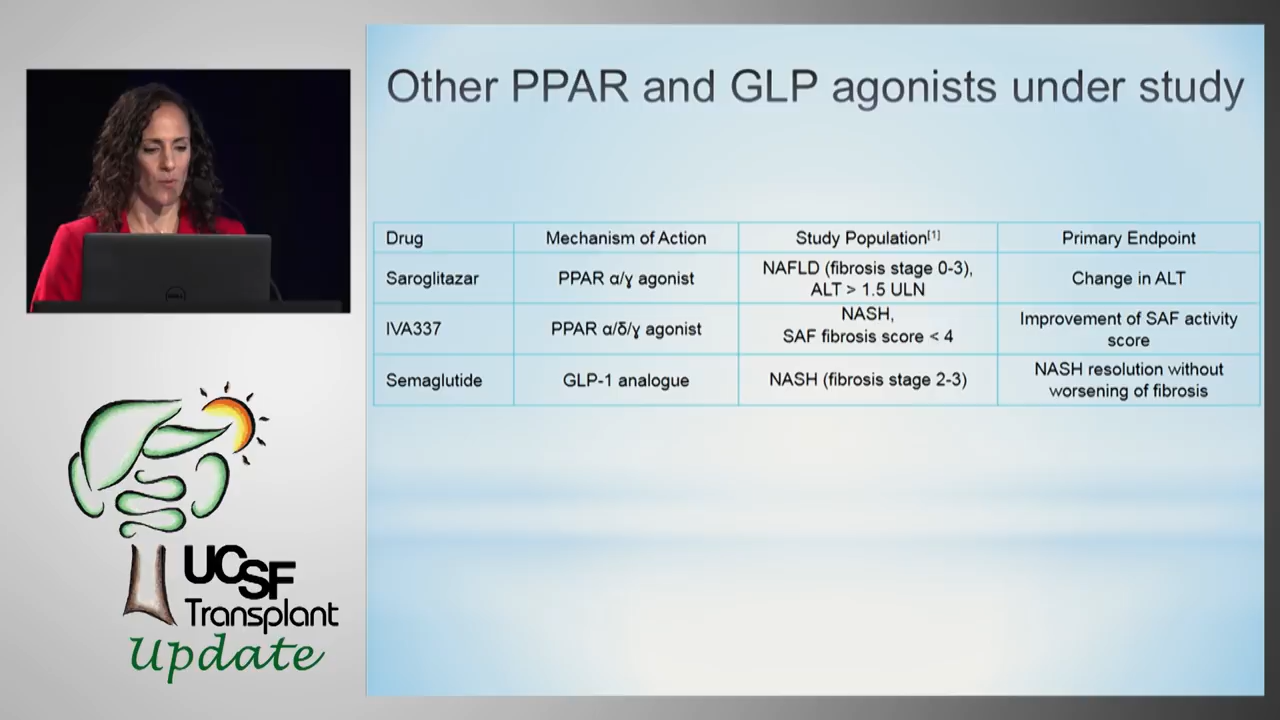 Other PPAR and GLP agonists under study
Drug Mechanism of Action Study Population[1] Primary Endpoint
Saroglitazar PPAR α/ɣ agonist NAFLD (fibrosis stage 0-3), Change in ALT
ALT > 1.5 ULN
IVA337 PPAR α/δ/ɣ agonist NASH, Improvement of SAF activity
SAF fibrosis score < 4 score
Semaglutide GLP-1 analogue NASH (fibrosis stage 2-3) NASH resolution without
worsening of fibrosis
DELL
UCSF
Transplant
Update